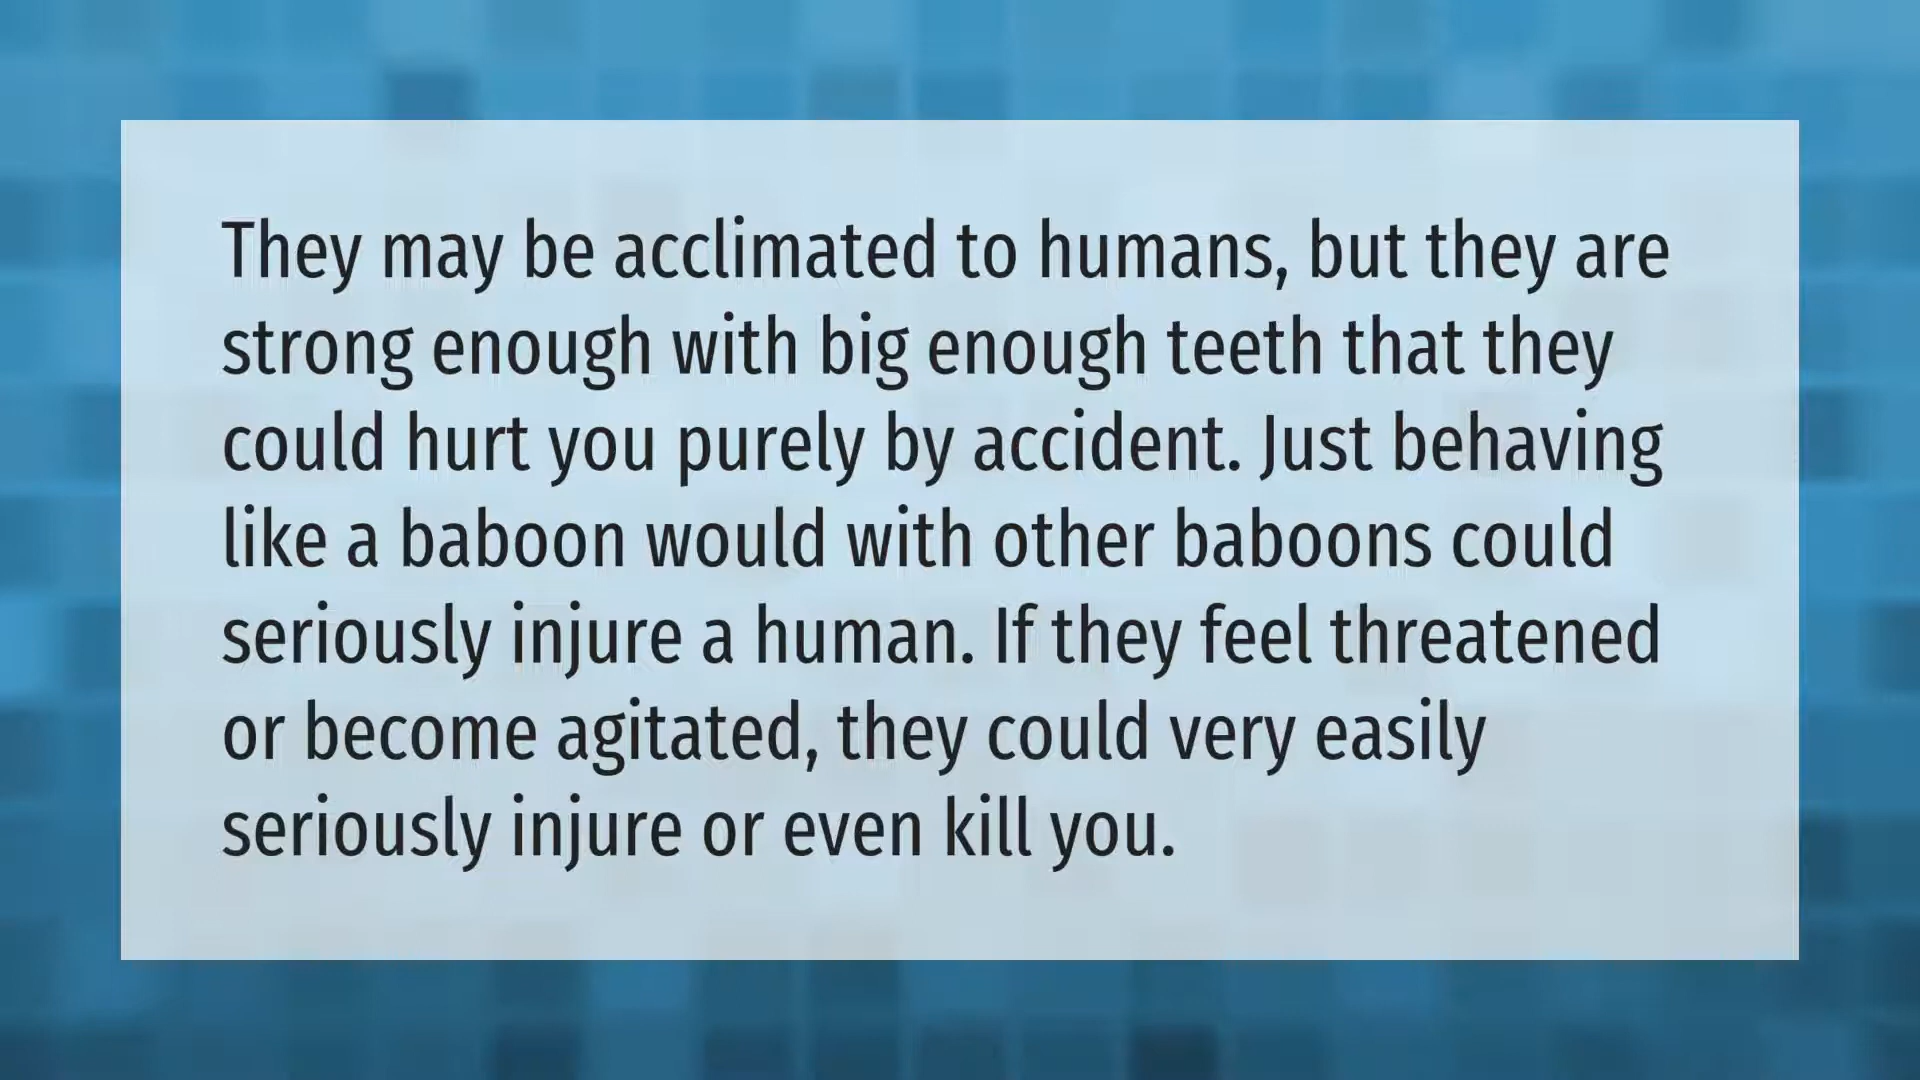 They may be acclimated to humans, but they are
strong enough with big enough teeth that they
could hurt you purely by accident. Just behaving
like a baboon would with other baboons could
seriously injure a human. If they feel threatened
or become agitated, they could very easily
seriously injure or even kill you.